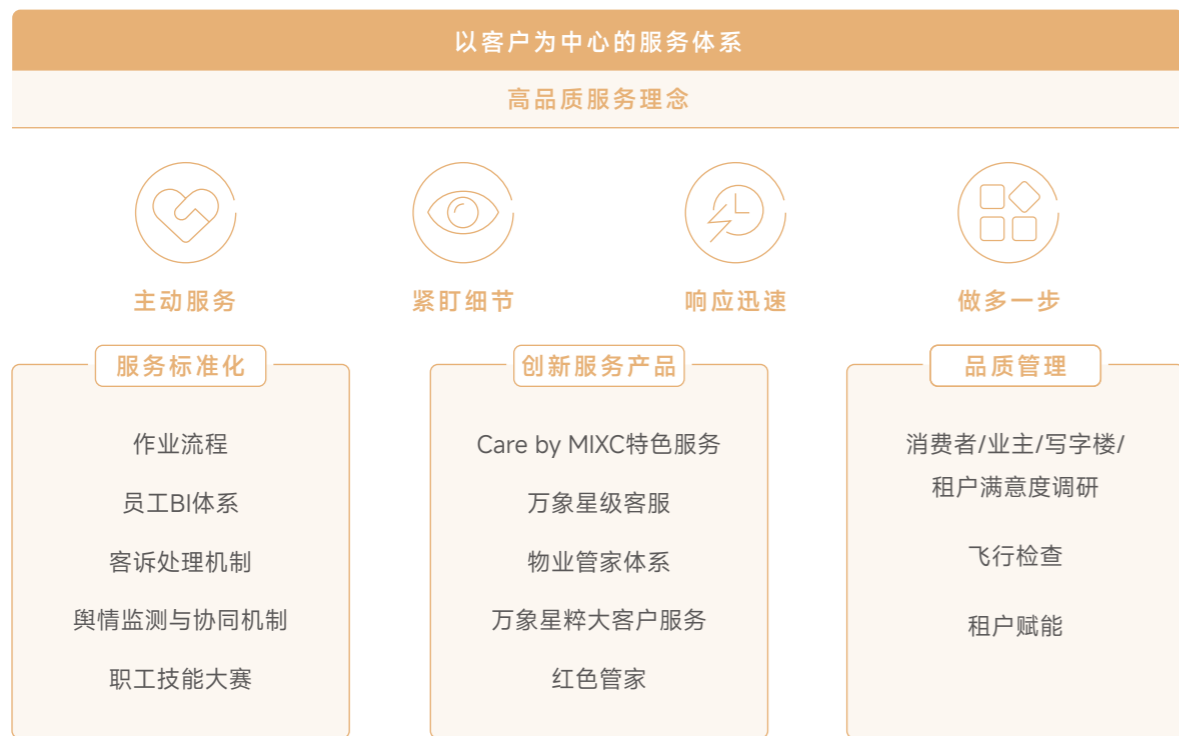 以客户为中心的服务体系
高品质服务理念
主动服务
紧盯细节
响应迅速
做多一步
服务标准化
作业流程
员工BI体系
客诉处理机制
舆情监测与协同机制
职工技能大赛
创新服务产品
Care by MIXC特色服务
万象星级客服
物业管家体系
万象星粹大客户服务
红色管家
品质管理
消费者/业主/写字楼/
租户满意度调研
飞行检查
租户赋能